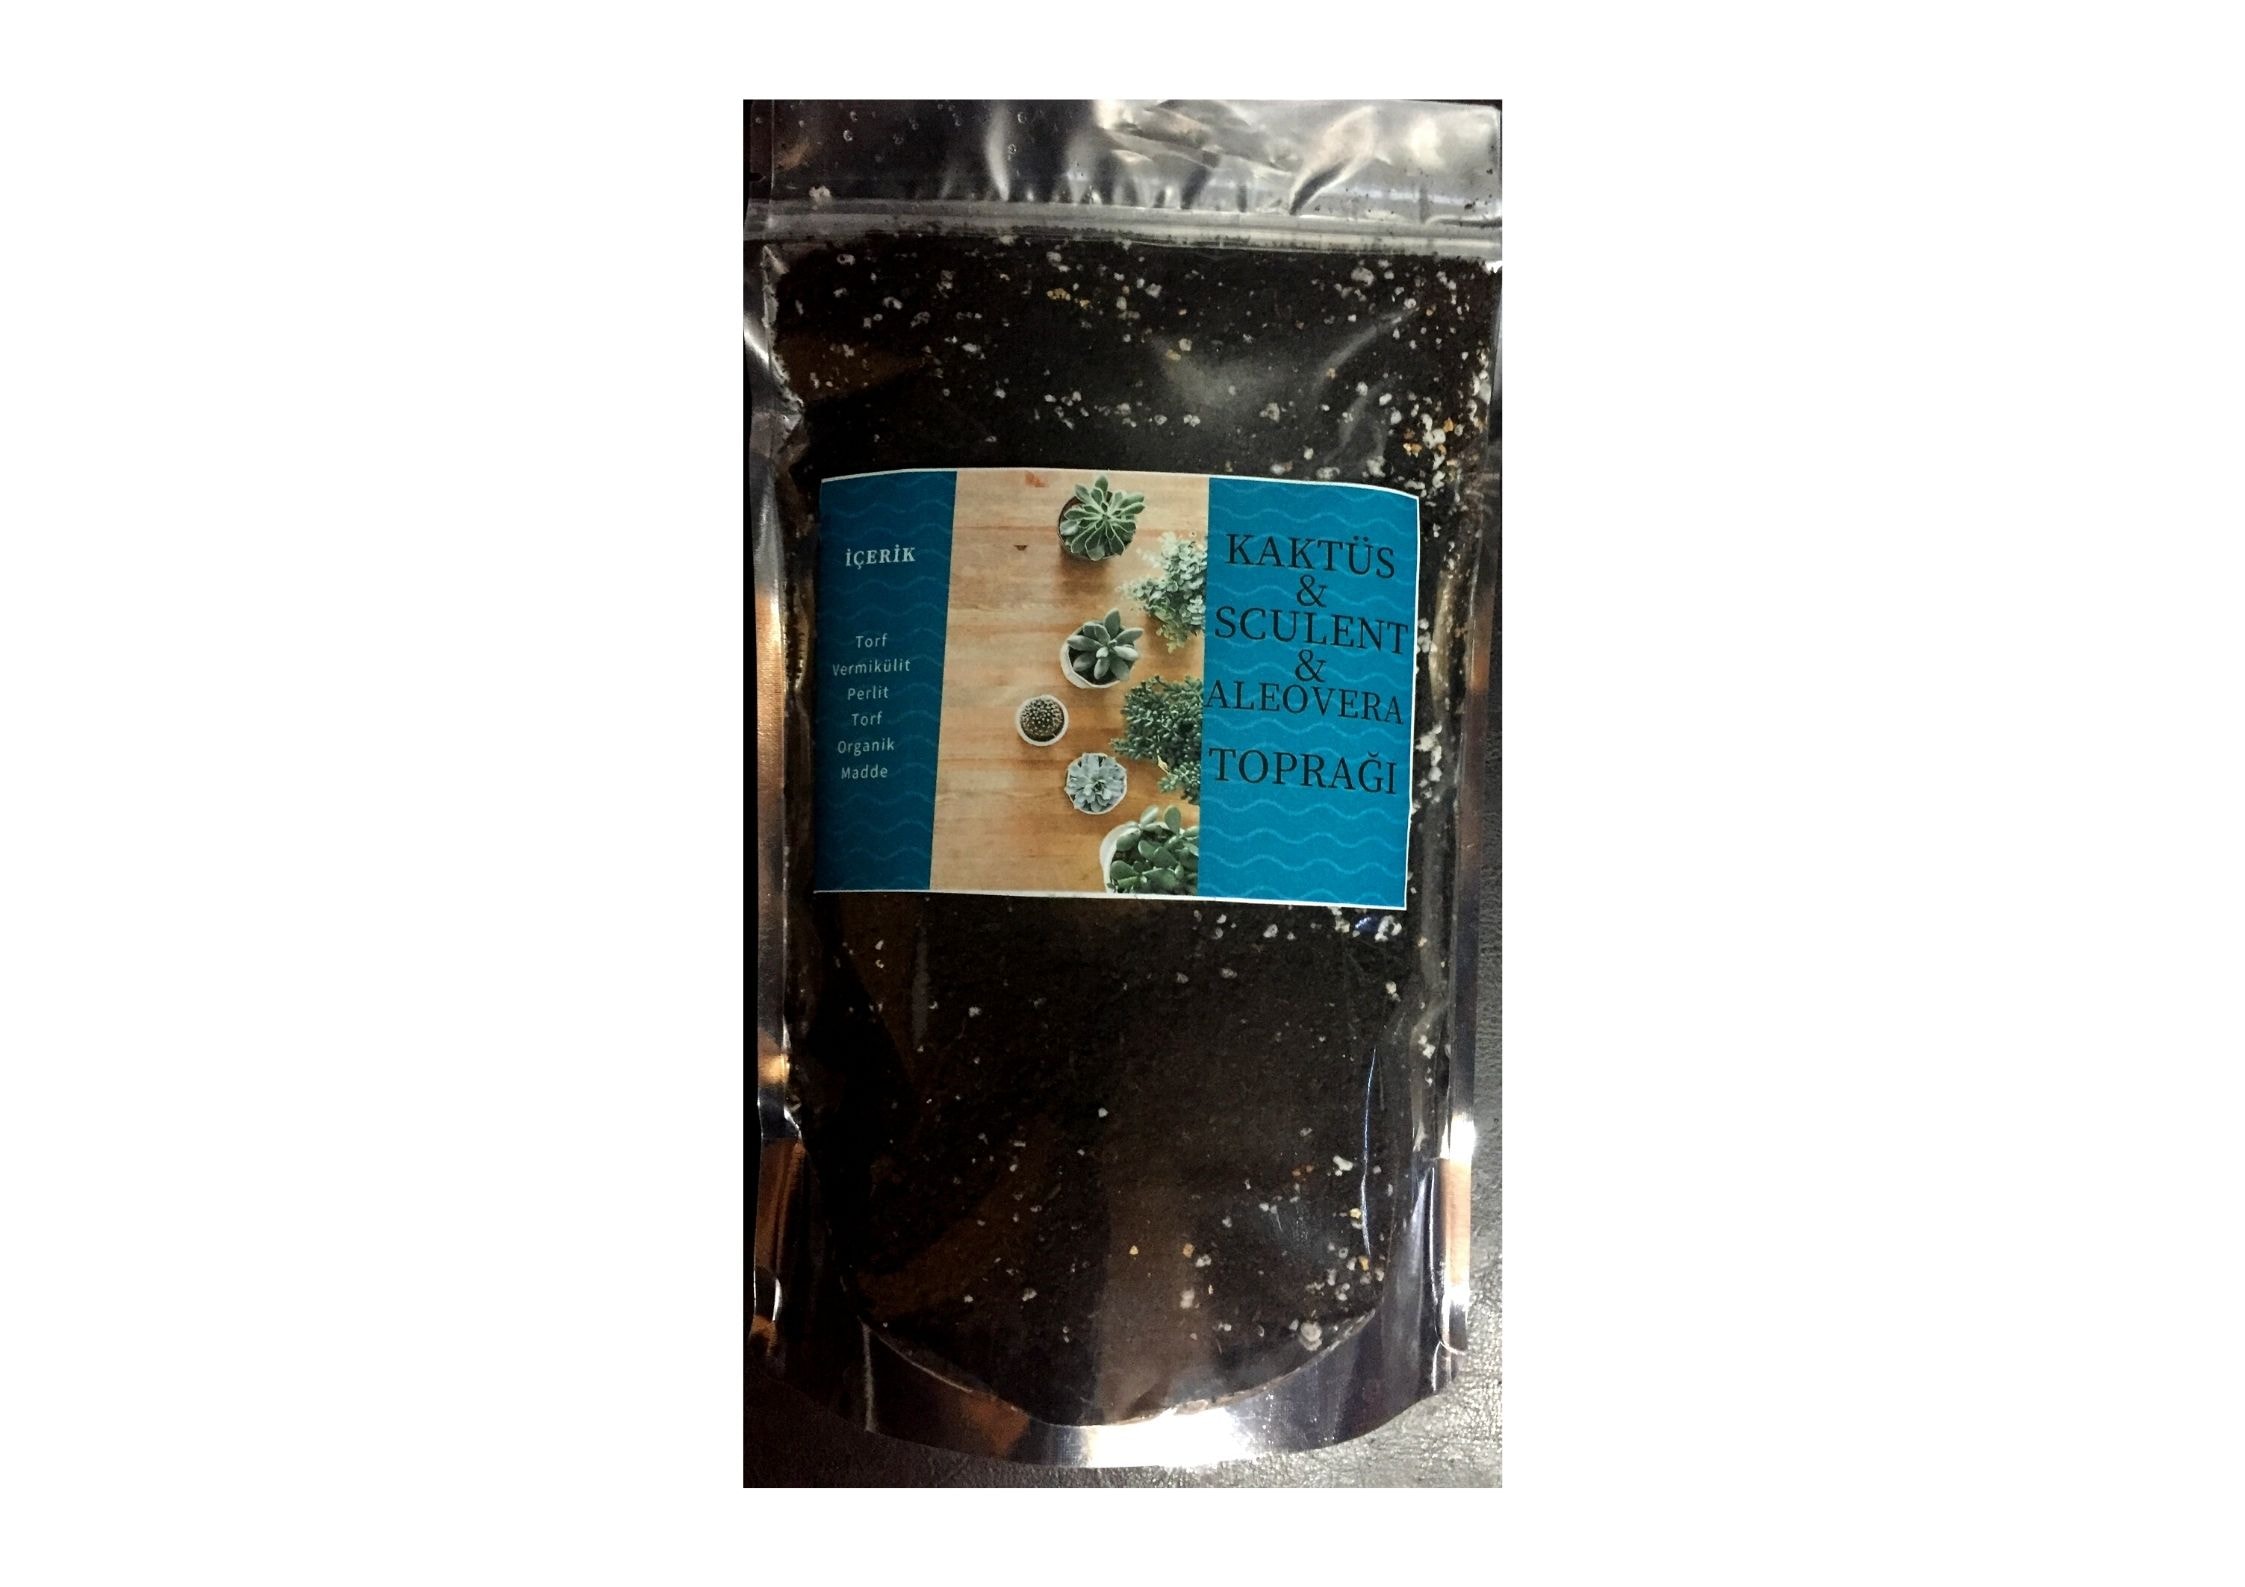 İÇERİK
Torf
Vermikülit
Perlit
Torf
Organik
Madde
KAKTÜS
&
SCULENT
&
ALEOVERA
TOPRAĞI